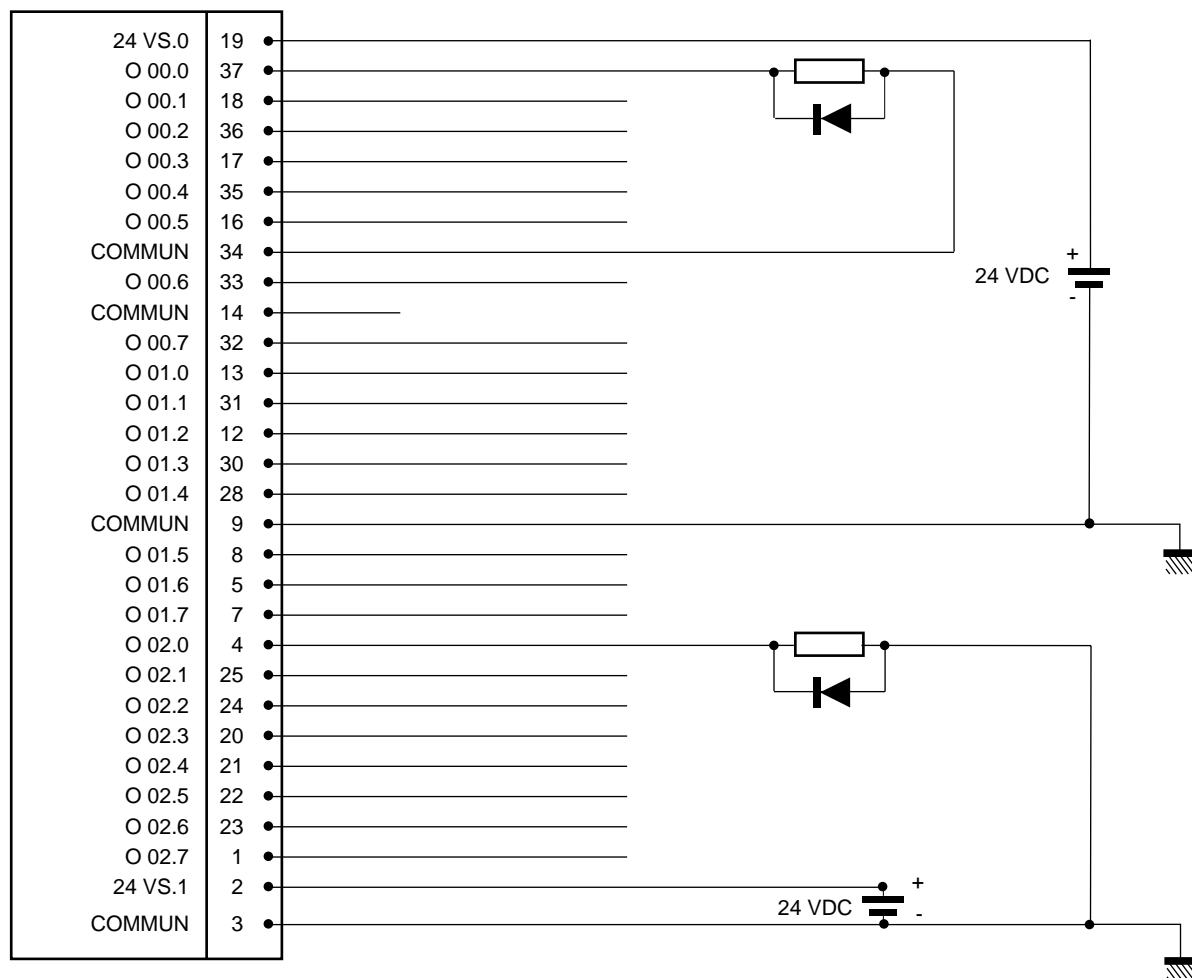 24 VS.0 19
O 00.0 37
O 00.1 18
O 00.2 36
O 00.3 17
O 00.4 35
O 00.5 16
COMMUN 34
+
O 00.6 33
24 VDC
-
COMMUN 14
O 00.7 32
O 01.0 13
O 01.1 31
O 01.2 12
O 01.3 30
O 01.4 28
COMMUN 9
O 01.5 8
O 01.6 5
O 01.7 7
O 02.0 4
O 02.1 25
O 02.2 24
O 02.3 20
O 02.4 21
O 02.5 22
O 02.6 23
O 02.7 1
24 VS.1 2
+
24 VDC
-
COMMUN 3